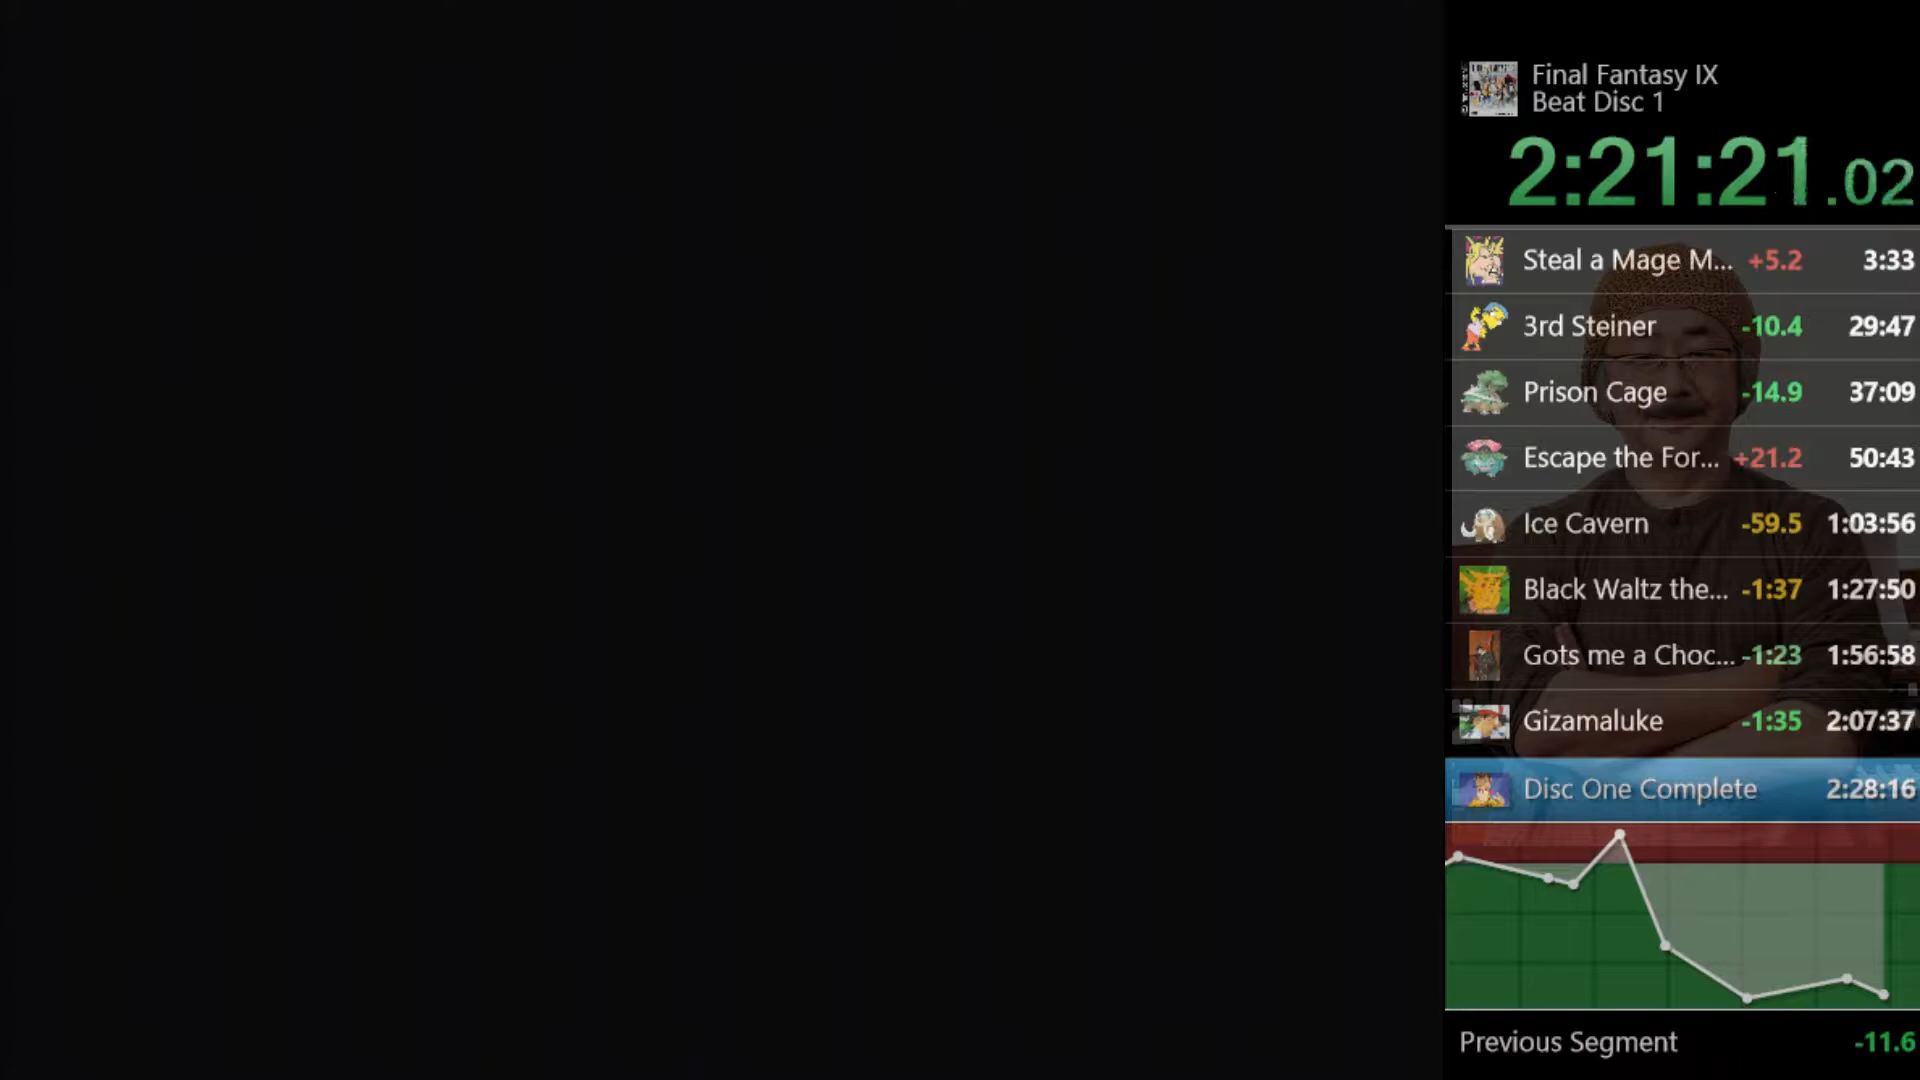 Final Fantasy IX
Beat Disc 1
2:21:21.02
Steal a Mage M... +5.2 3:33
3rd Steiner -10.4 29:47
Prison Cage -14.9 37:09
Escape the For... +21.2 50:43
Ice Cavern -59.5 1:03:56
Black Waltz the... -1:37 1:27:50
Gots me a Choc... -1:23 1:56:58
Gizamaluke -1:35 2:07:37
Disc One Complete 2:28:16
Previous Segment -11.6